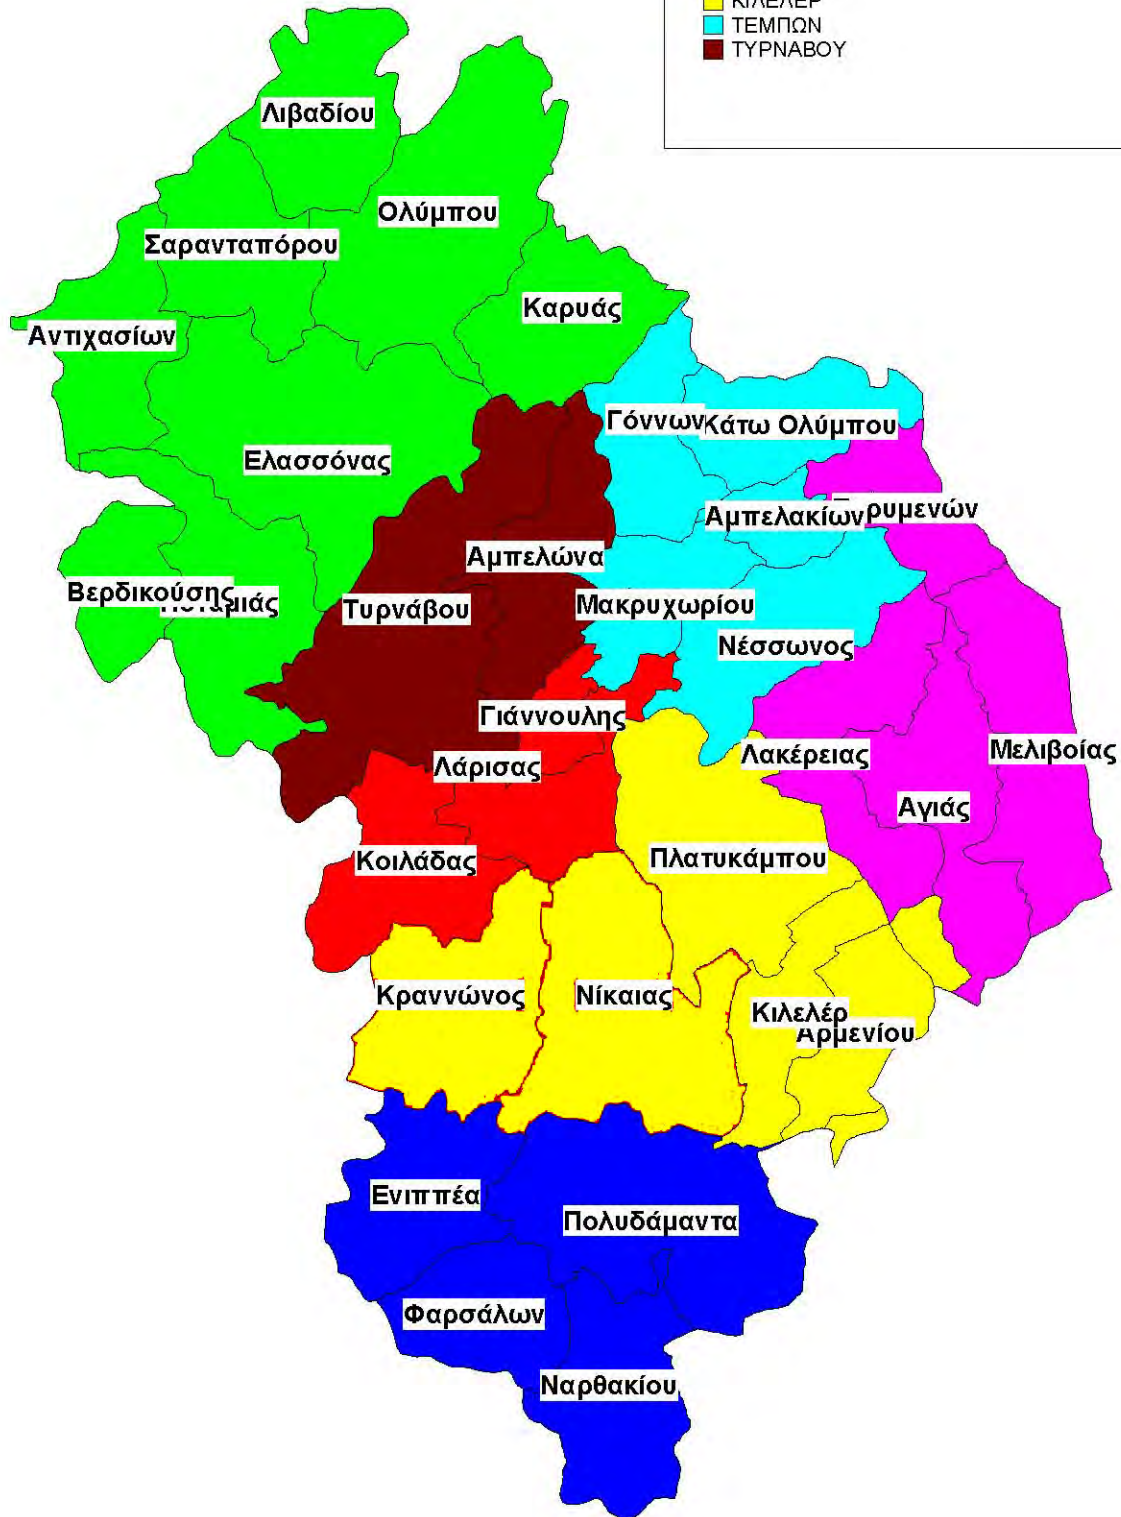 ΤΕΜΠΩΝ
ΤΥΡΝΑΒΟΥ
Λιβαδίου
Ολύμπου
Σαρανταπόρου
Καρυάς
Αντιχασίων
Γόννων
Κάτω Ολύμπου
Ελασσόνας
Αμπελακίων
Αμπελώνα
Βερδικούσης
Τυρνάβου
Μακρυχωρίου
Νέσσωνος
Γιάννουλης
Λακέρειας
Μελιβοίας
Λάρισας
Αγιάς
Κοιλάδας
Πλατυκάμπου
Κραννώνος
Νίκαιας
Κιλελέρ
Αρμενίου
Ενιππέα
Πολυδάμαντα
Φαρσάλων
Ναρθακίου